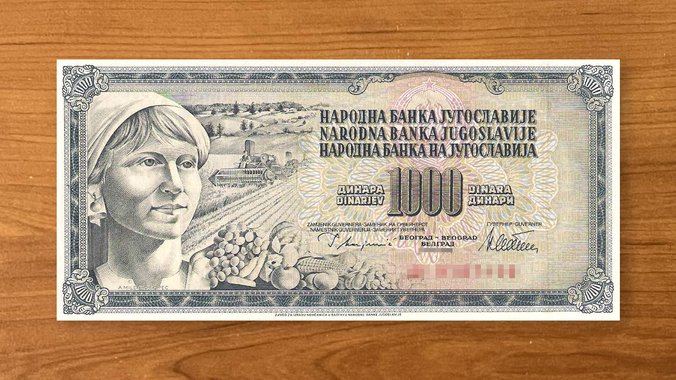 НАРОДНА БАНКА ЈУГОСЛАВИЈЕ
NARODNA BANKA JUGOSLAVIJE
НАРОДНА БАНКА НА ЈУГОСЛАВИЈА
ДИНАРА 1000 DINARA
DINARJEV ДИНАРИ
БЕОГРАД – BEOGRAD
БЕЛГРАД